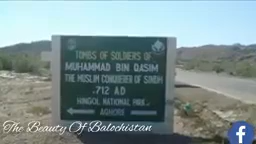 TOMBS OF SOLDIERS OF
MUHAMMAD BIN QASIM
THE MUSLIM CONQUEROR OF SINDH
712 AD
HINGOL NATIONAL PARK,
AGHORE
The Beauty Of Balochistan
f